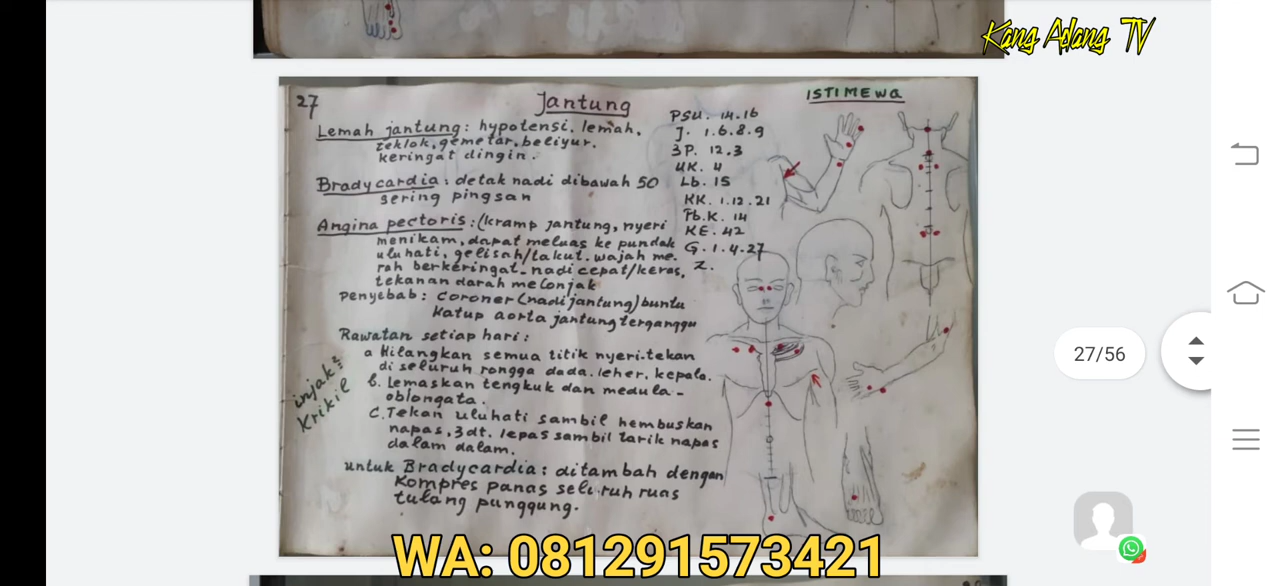 Kang Adang TV
27
Jantung
ISTIMEWA
Lemah jantung: hypotensi. lemah,
teklok, gemetar. beliyur.
keringat dingin.
Bradycardia: detak nadi dibawah 50
sering pingsan
Angina pectoris: (kramp jantung, nyeri
menikam, dapat meluas ke pundak
uluhati, gelisah/takut. wajah me.
rah berkeringat_ nadi cepat/keras,
tekanan darah melonjak
Penyebab: coroner (nadi jantung) buntu
katup aorta jantung terganggu
Rawatan setiap hari:
a Hilangkan semua titik nyeri-tekan
di seluruh rongga dada. leher, kepala.
b. Lemaskan tengkuk dan medula-
oblongata.
C. Tekan uluhati sambil hembuskan
napas, 3dt. lepas sambil tarik napas
dalam dalam.
untuk Bradycardia: ditambah dengan
Kompres panas seluruh ruas
tulang punggung.
injak²
Krikil
PSU. 14.16
J. 1.6.8.9
3P. 12.3
UK. 4
Lb. 15
KK. 1.12.21
Pb.K. 14
KE. 42
G. 1.4.27
Z.
27/56
WA: 081291573421